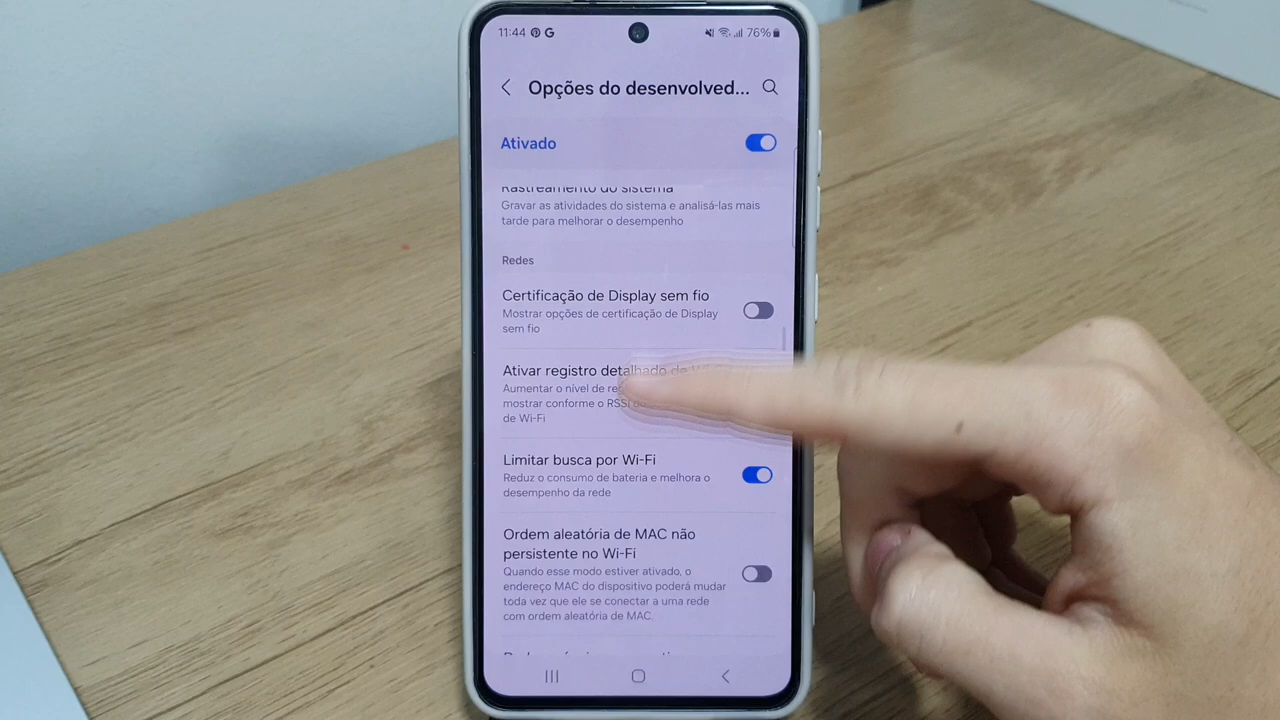 11:44
76%
Opções do desenvolved...
Ativado
Rastreamento do sistema
Gravar as atividades do sistema e analisá-las mais
tarde para melhorar o desempenho
Redes
Certificação de Display sem fio
Mostrar opções de certificação de Display
sem fio
Ativar registro detalhado de Wi-Fi
Aumentar o nível de
mostrar conforme o RSSI
de Wi-Fi
Limitar busca por Wi-Fi
Reduz o consumo de bateria e melhora o
desempenho da rede
Ordem aleatória de MAC não
persistente no Wi-Fi
Quando esse modo estiver ativado, o
endereço MAC do dispositivo poderá mudar
toda vez que ele se conectar a uma rede
com ordem aleatória de MAC.